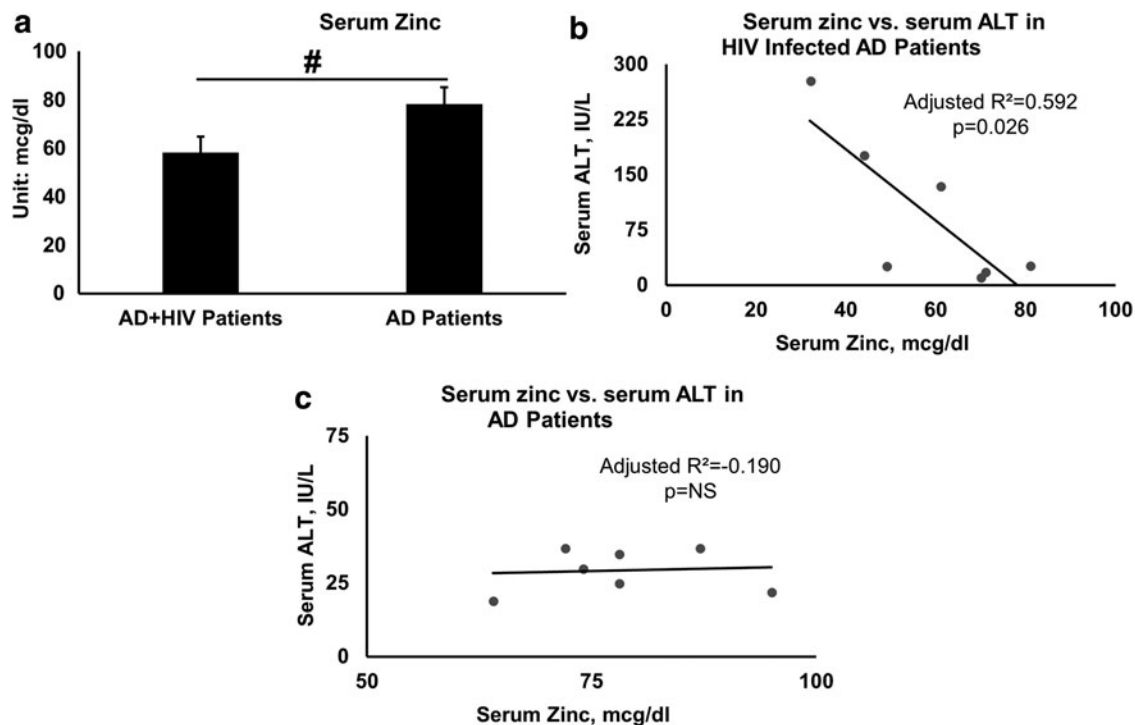 a
Serum Zinc
#
Unit: mcg/dl
100
80
60
40
20
0
AD+HIV Patients
AD Patients
b
Serum zinc vs. serum ALT in
HIV Infected AD Patients
Adjusted R²=0.592
p=0.026
Serum ALT, IU/L
300
225
150
75
0
0
20
40
60
80
100
Serum Zinc, mcg/dl
c
Serum zinc vs. serum ALT in
AD Patients
Adjusted R²=-0.190
p=NS
Serum ALT, IU/L
75
50
25
0
50
75
100
Serum Zinc, mcg/dl